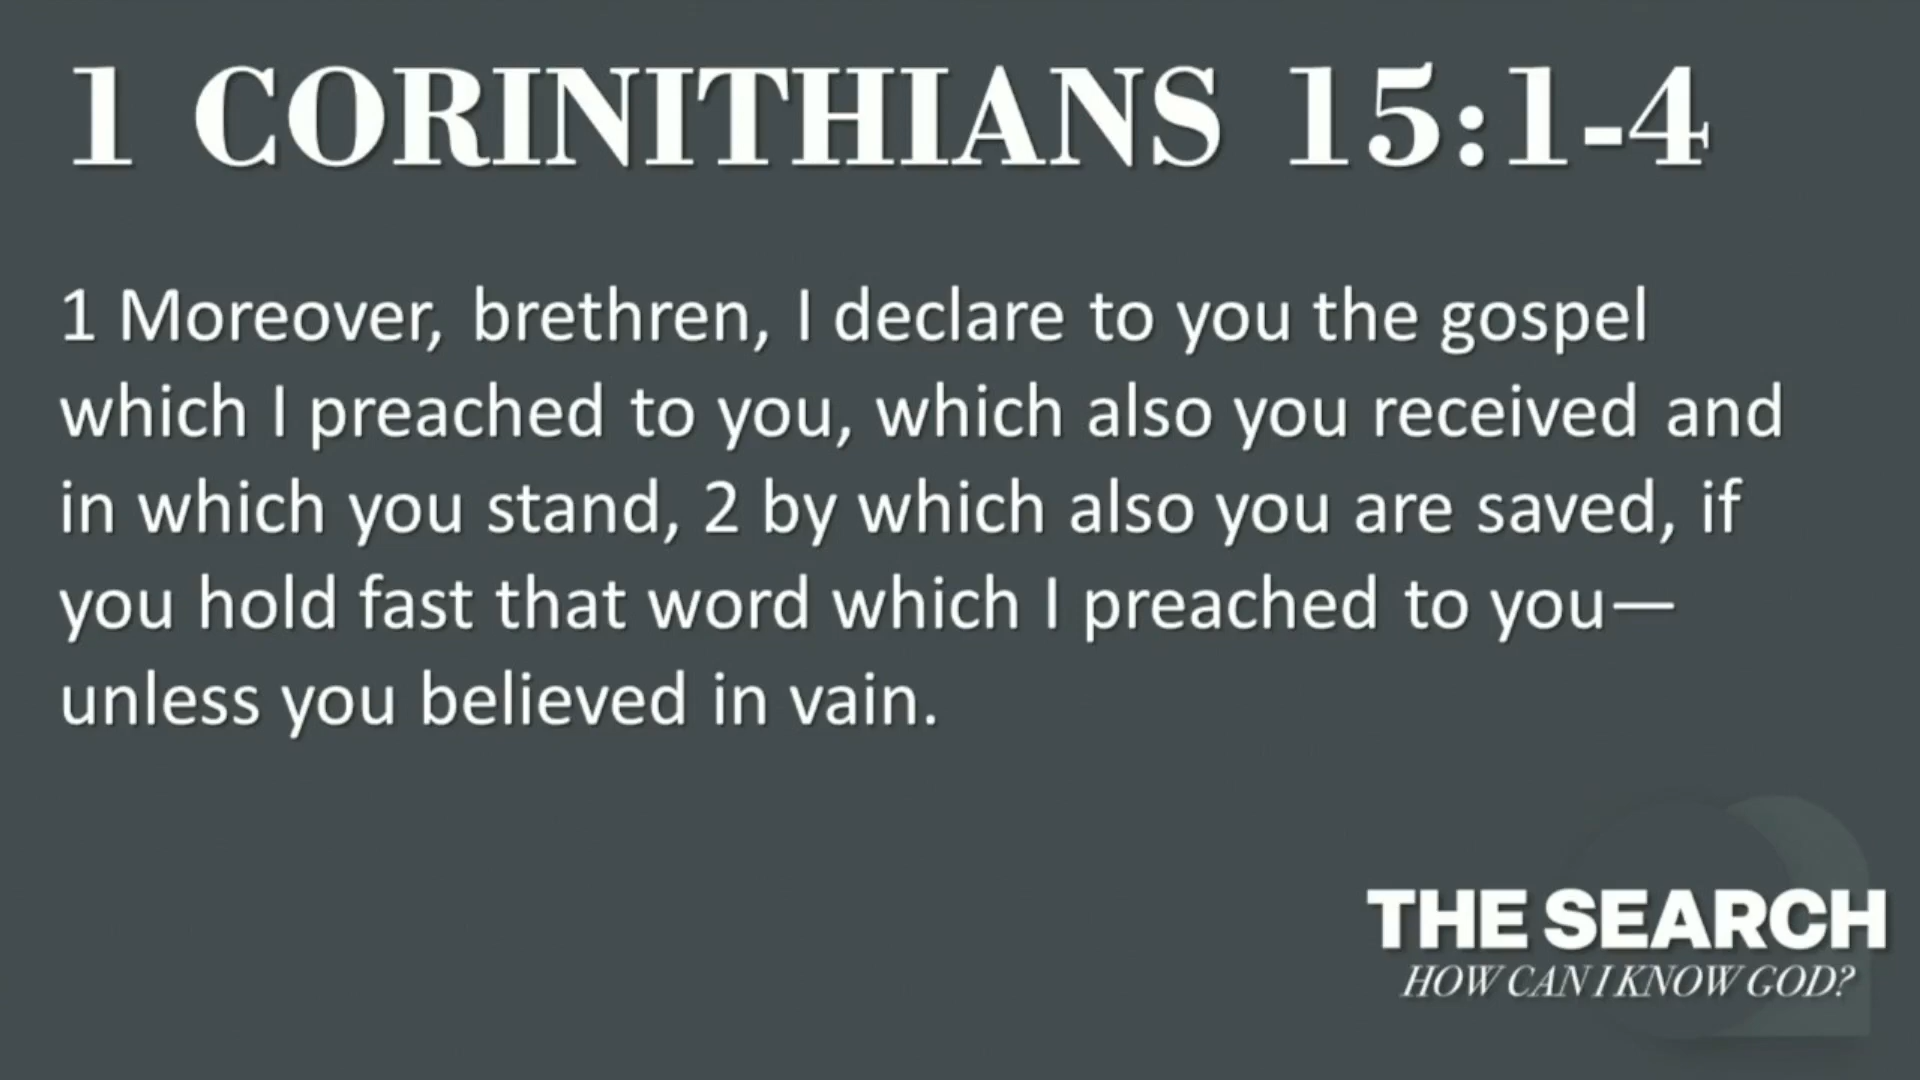 1 CORINITHIANS 15:1-4
1 Moreover, brethren, I declare to you the gospel
which I preached to you, which also you received and
in which you stand, 2 by which also you are saved, if
you hold fast that word which I preached to you—
unless you believed in vain.
THE SEARCH
HOW CAN I KNOW GOD?